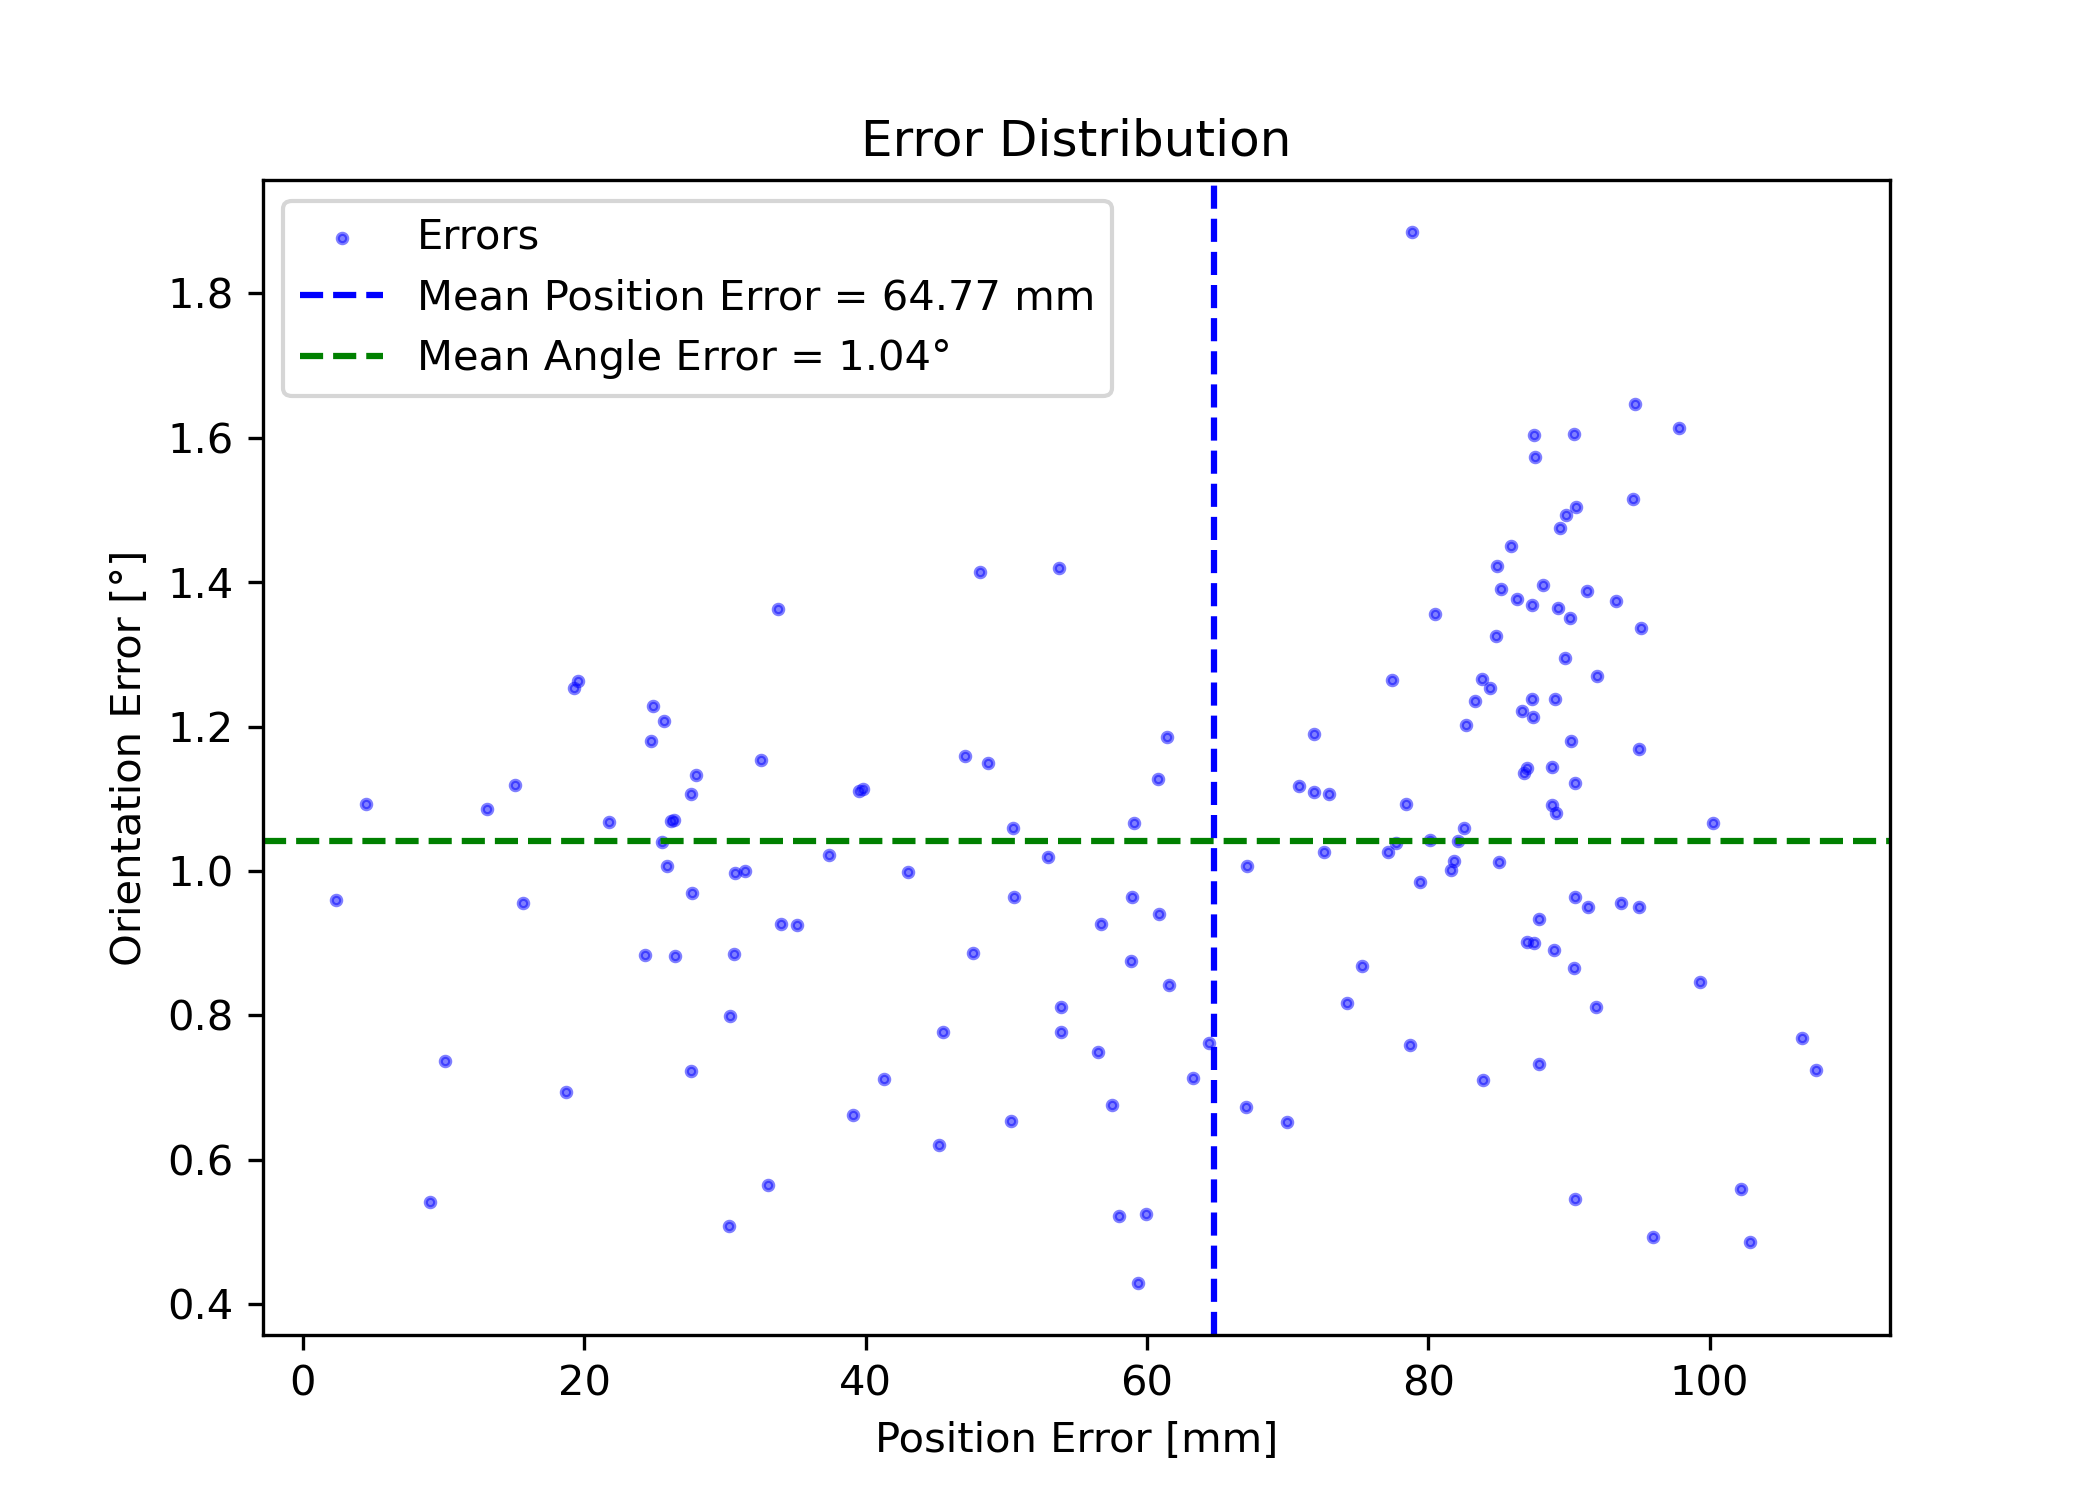 Error Distribution
Errors
Mean Position Error = 64.77 mm
Mean Angle Error = 1.04°
Orientation Error [°]
1.8
1.6
1.4
1.2
1.0
0.8
0.6
0.4
0 20 40 60 80 100
Position Error [mm]